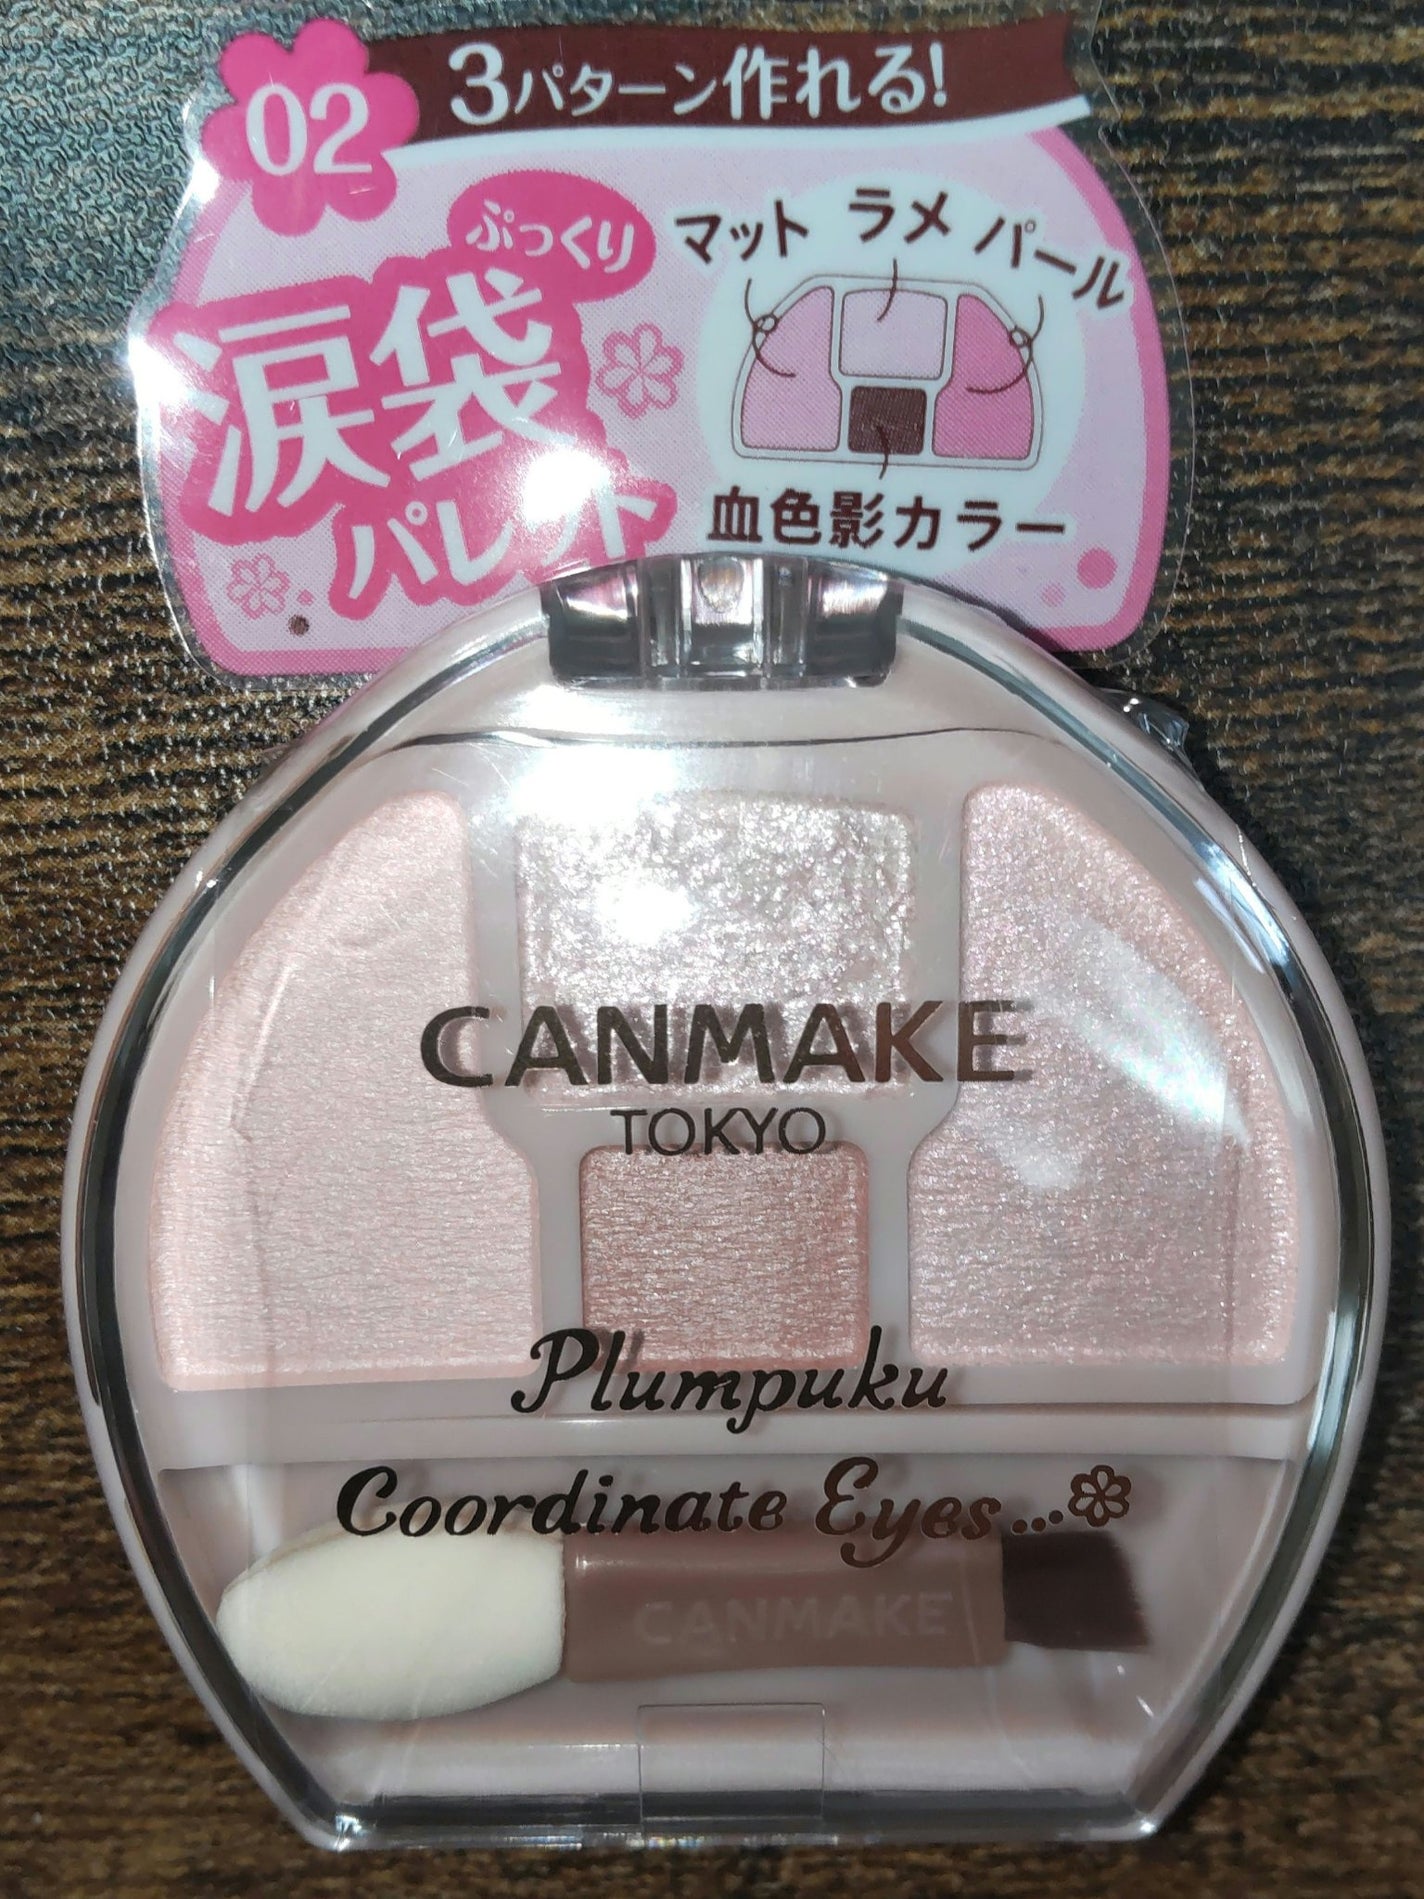 02
3パターン作れる!
ぷっくり
涙袋
パレット
マット ラメ パール
血色影カラー
CANMAKE
TOKYO
Plumpuku
Coordinate Eyes...
CANMAKE